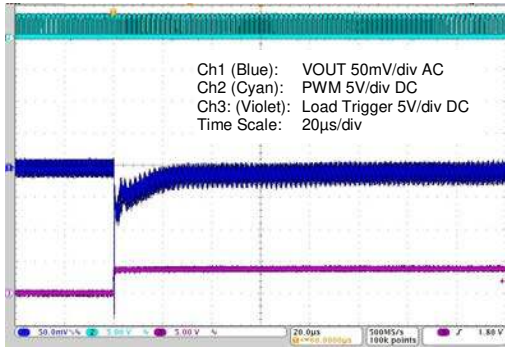 Ch1 (Blue): VOUT 50mV/div AC
Ch2 (Cyan): PWM 5V/div DC
Ch3: (Violet): Load Trigger 5V/div DC
Time Scale: 20µs/div
50.0mV 5.00 V 5.00 V 20.0µs 500MS/s 1.80 V
100k points